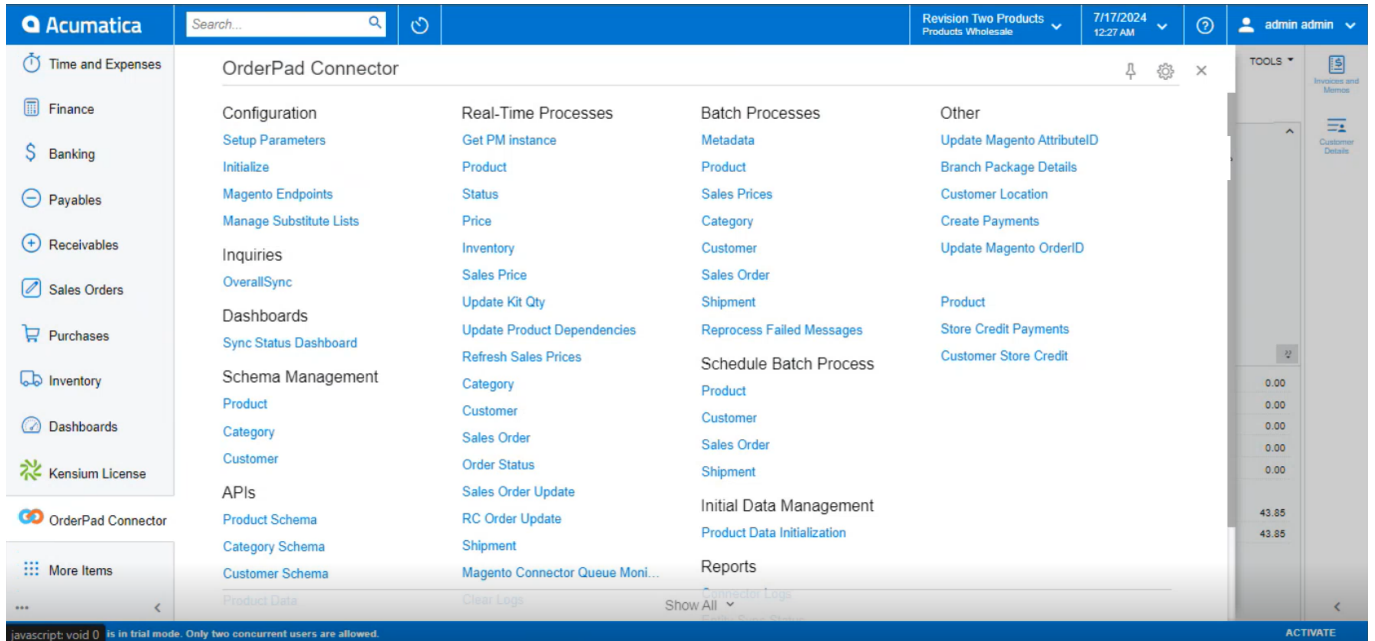 Acumatica
Search...
Revision Two Products
Products Wholesale
7/17/2024
12:27 AM
admin admin
Time and Expenses
Finance
Banking
Payables
Receivables
Sales Orders
Purchases
Inventory
Dashboards
Kensium License
OrderPad Connector
More Items
OrderPad Connector
Configuration
Setup Parameters
Initialize
Magento Endpoints
Manage Substitute Lists
Inquiries
OverallSync
Dashboards
Sync Status Dashboard
Schema Management
Product
Category
Customer
APIs
Product Schema
Category Schema
Customer Schema
Product Data
Real-Time Processes
Get PM instance
Product
Status
Price
Inventory
Sales Price
Update Kit Qty
Update Product Dependencies
Refresh Sales Prices
Category
Customer
Sales Order
Order Status
Sales Order Update
RC Order Update
Shipment
Magento Connector Queue Moni...
Clear Logs
Batch Processes
Metadata
Product
Sales Prices
Category
Customer
Sales Order
Shipment
Reprocess Failed Messages
Schedule Batch Process
Product
Customer
Sales Order
Shipment
Initial Data Management
Product Data Initialization
Reports
Connector Logs
Other
Update Magento AttributeID
Branch Package Details
Customer Location
Create Payments
Update Magento OrderID
Product
Store Credit Payments
Customer Store Credit
Show All
TOOLS
Invoices and
Memos
Customer
Details
0.00
0.00
0.00
0.00
0.00
43.85
43.85
javascript: void 0
is in trial mode. Only two concurrent users are allowed.
ACTIVATE